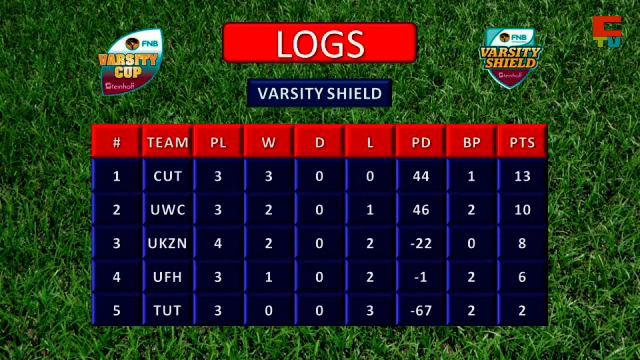 LOGS
FNB
VARSITY
CUP
Steinhoff
FNB
VARSITY
SHIELD
Steinhoff
E
TU
VARSITY SHIELD
# TEAM PL W D L PD BP PTS
1 CUT 3 3 0 0 44 1 13
2 UWC 3 2 0 1 46 2 10
3 UKZN 4 2 0 2 -22 0 8
4 UFH 3 1 0 2 -1 2 6
5 TUT 3 0 0 3 -67 2 2